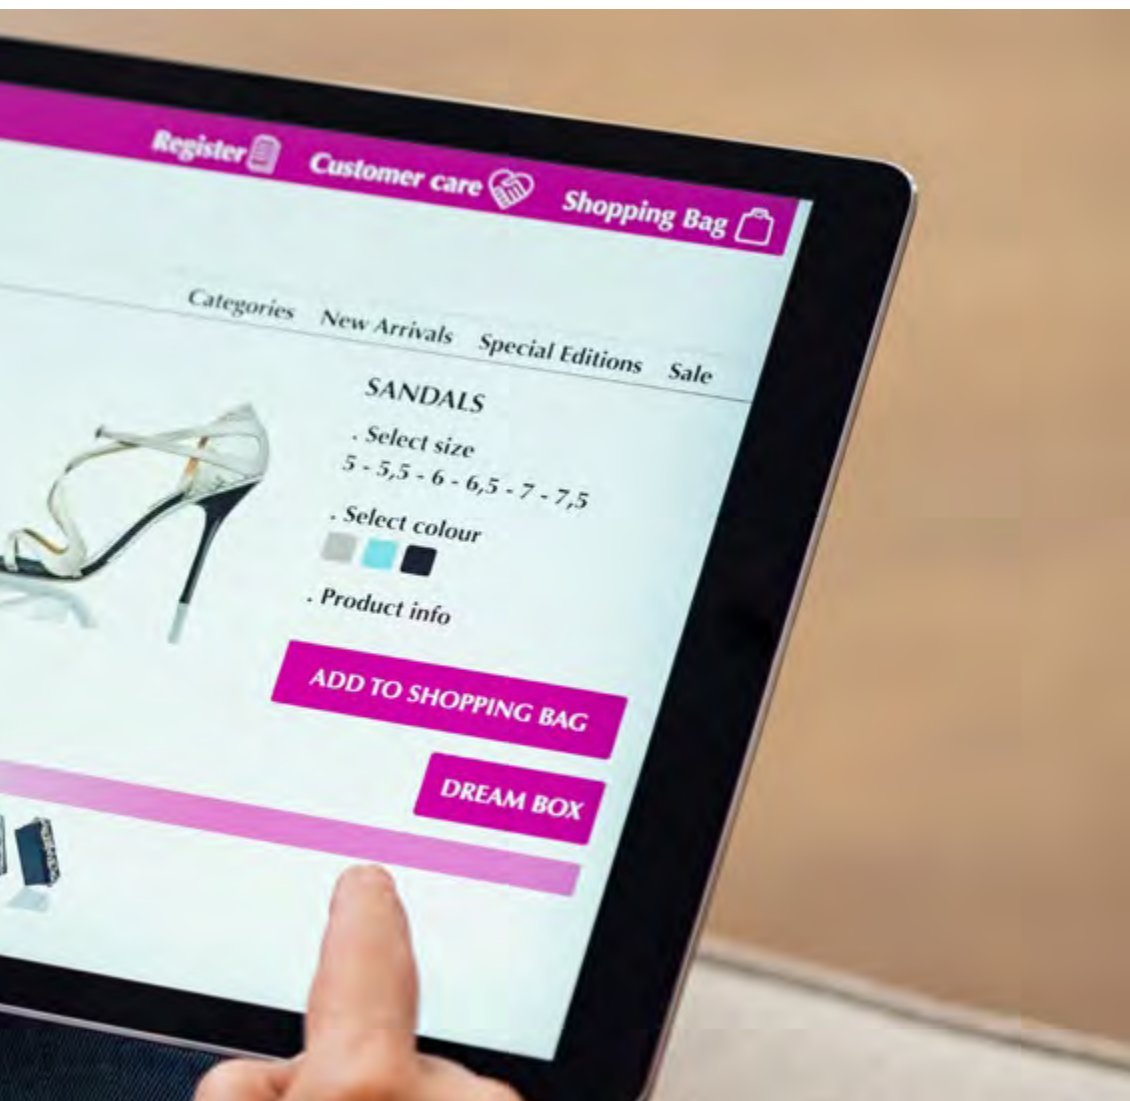 Register Customer care Shopping Bag
Categories New Arrivals Special Editions Sale
SANDALS
. Select size
5 - 5,5 - 6 - 6,5 - 7 - 7,5
. Select colour
. Product info
ADD TO SHOPPING BAG
DREAM BOX